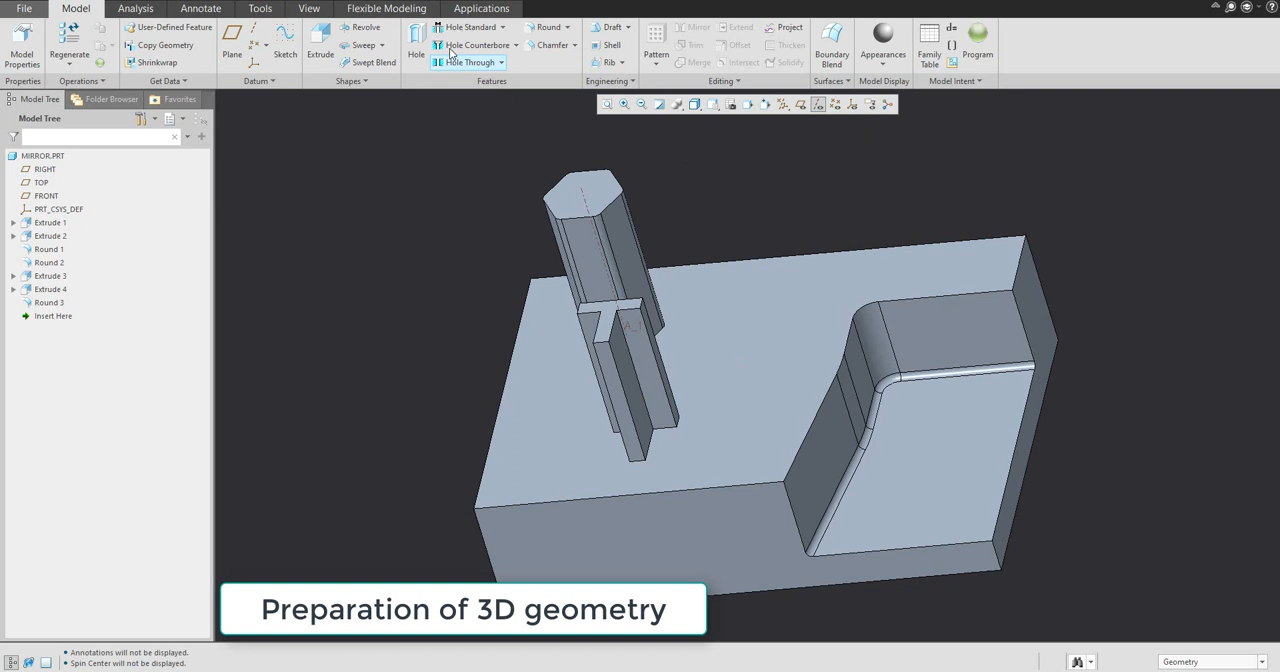 File Model Analysis Annotate Tools View Flexible Modeling Applications
Model Properties
Regenerate
User-Defined Feature
Copy Geometry
Shrinkwrap
Plane
Sketch
Extrude
Revolve
Sweep
Swept Blend
Hole
Hole Standard
Hole Counterbore
Hole Through
Round
Chamfer
Draft
Shell
Rib
Pattern
Mirror
Trim
Merge
Extend
Offset
Intersect
Project
Thicken
Solidify
Boundary Blend
Appearances
Family Table
Program
Properties Operations Get Data Datum Shapes Features Engineering Editing Surfaces Model Display Model Intent
Model Tree Folder Browser Favorites
Model Tree
MIRROR.PRT
RIGHT
TOP
FRONT
PRT_CSYS_DEF
Extrude 1
Extrude 2
Round 1
Round 2
Extrude 3
Extrude 4
Round 3
Insert Here
A_1
Preparation of 3D geometry
Annotations will not be displayed.
Spin Center will not be displayed.
Geometry